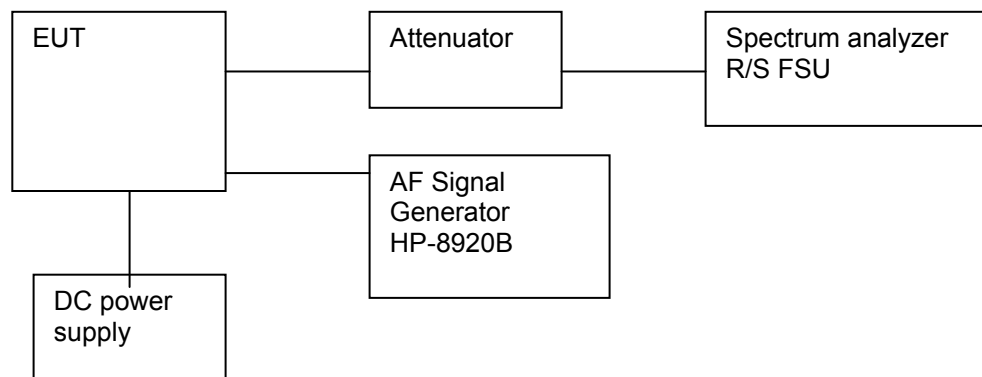 EUT
Attenuator
Spectrum analyzer
R/S FSU
AF Signal
Generator
HP-8920B
DC power
supply